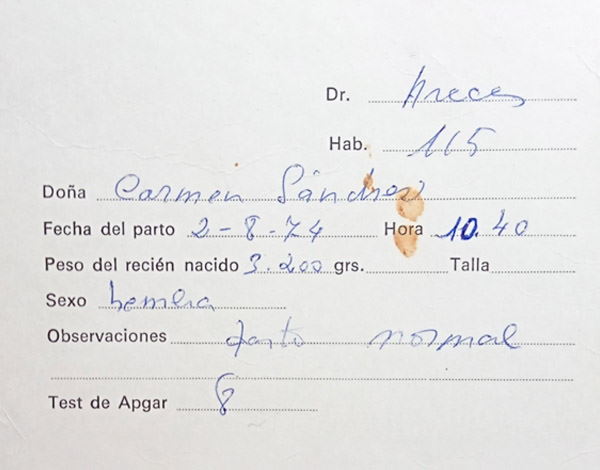 Dr. Areces
Hab. 115
Doña Carmen Sánchez
Fecha del parto 2-8-74 Hora 10.40
Peso del recién nacido 3.200 grs. Talla
Sexo hembra
Observaciones parto normal
Test de Apgar 8